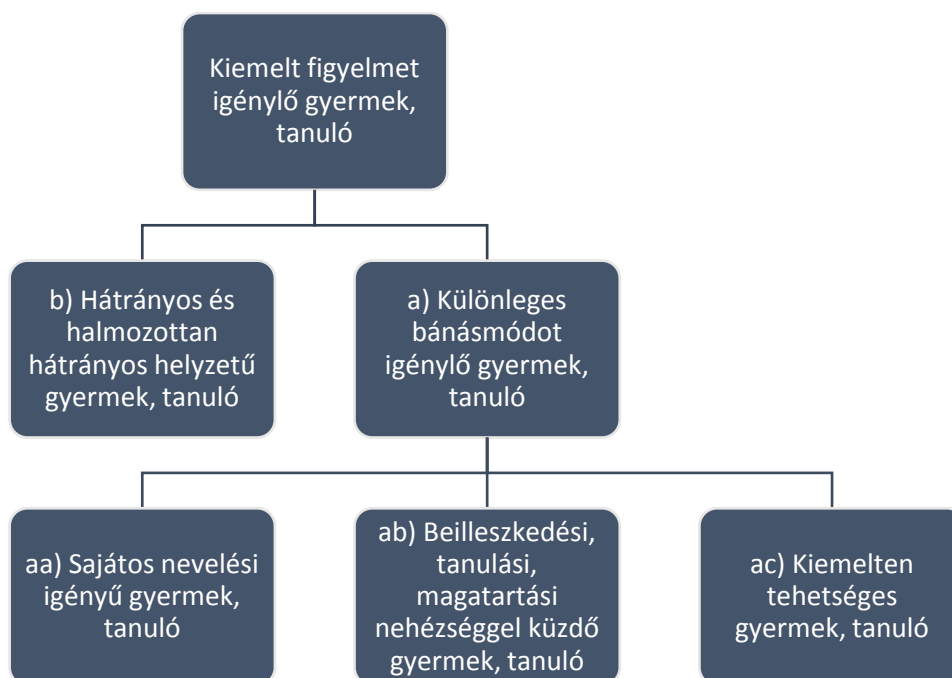 Kiemelt figyelmet
igénylő gyermek,
tanuló
b) Hátrányos és
halmozottan
hátrányos helyzetű
gyermek, tanuló
a) Különleges
bánásmódot
igénylő gyermek,
tanuló
aa) Sajátos nevelési
igényű gyermek,
tanuló
ab) Beilleszkedési,
tanulási,
magatartási
nehézséggel küzdő
gyermek, tanuló
ac) Kiemelten
tehetséges
gyermek, tanuló